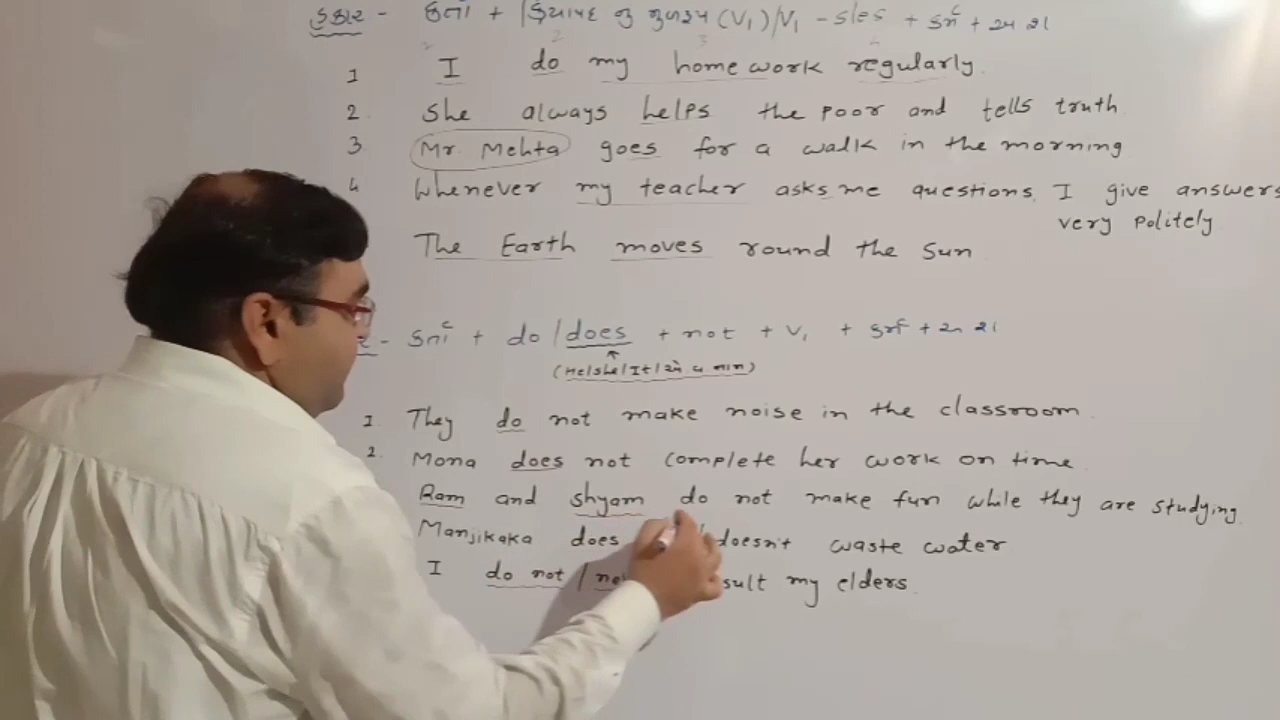 હકાર - કર્તા + ક્રિયાપદ નુ મુળરૂપ (V₁)/V₁ - s/es + કર્મ + અન્ય શ
1 I do my homework regularly.
2. She always helps the poor and tells truth
3. Mr. Mehta goes for a walk in the morning
4 Whenever my teacher asks me questions, I give answers
very politely
The Earth moves round the sun
- કર્તા + do / does + not + V₁ + કર્મ + અન્ય શ
(He/she/It/
1. They do not make noise in the classroom.
2. Mona does not complete her work on time
Ram and shyam do not make fun while they are studying.
Manjikaka does doesn't waste water
I do not / my elders.